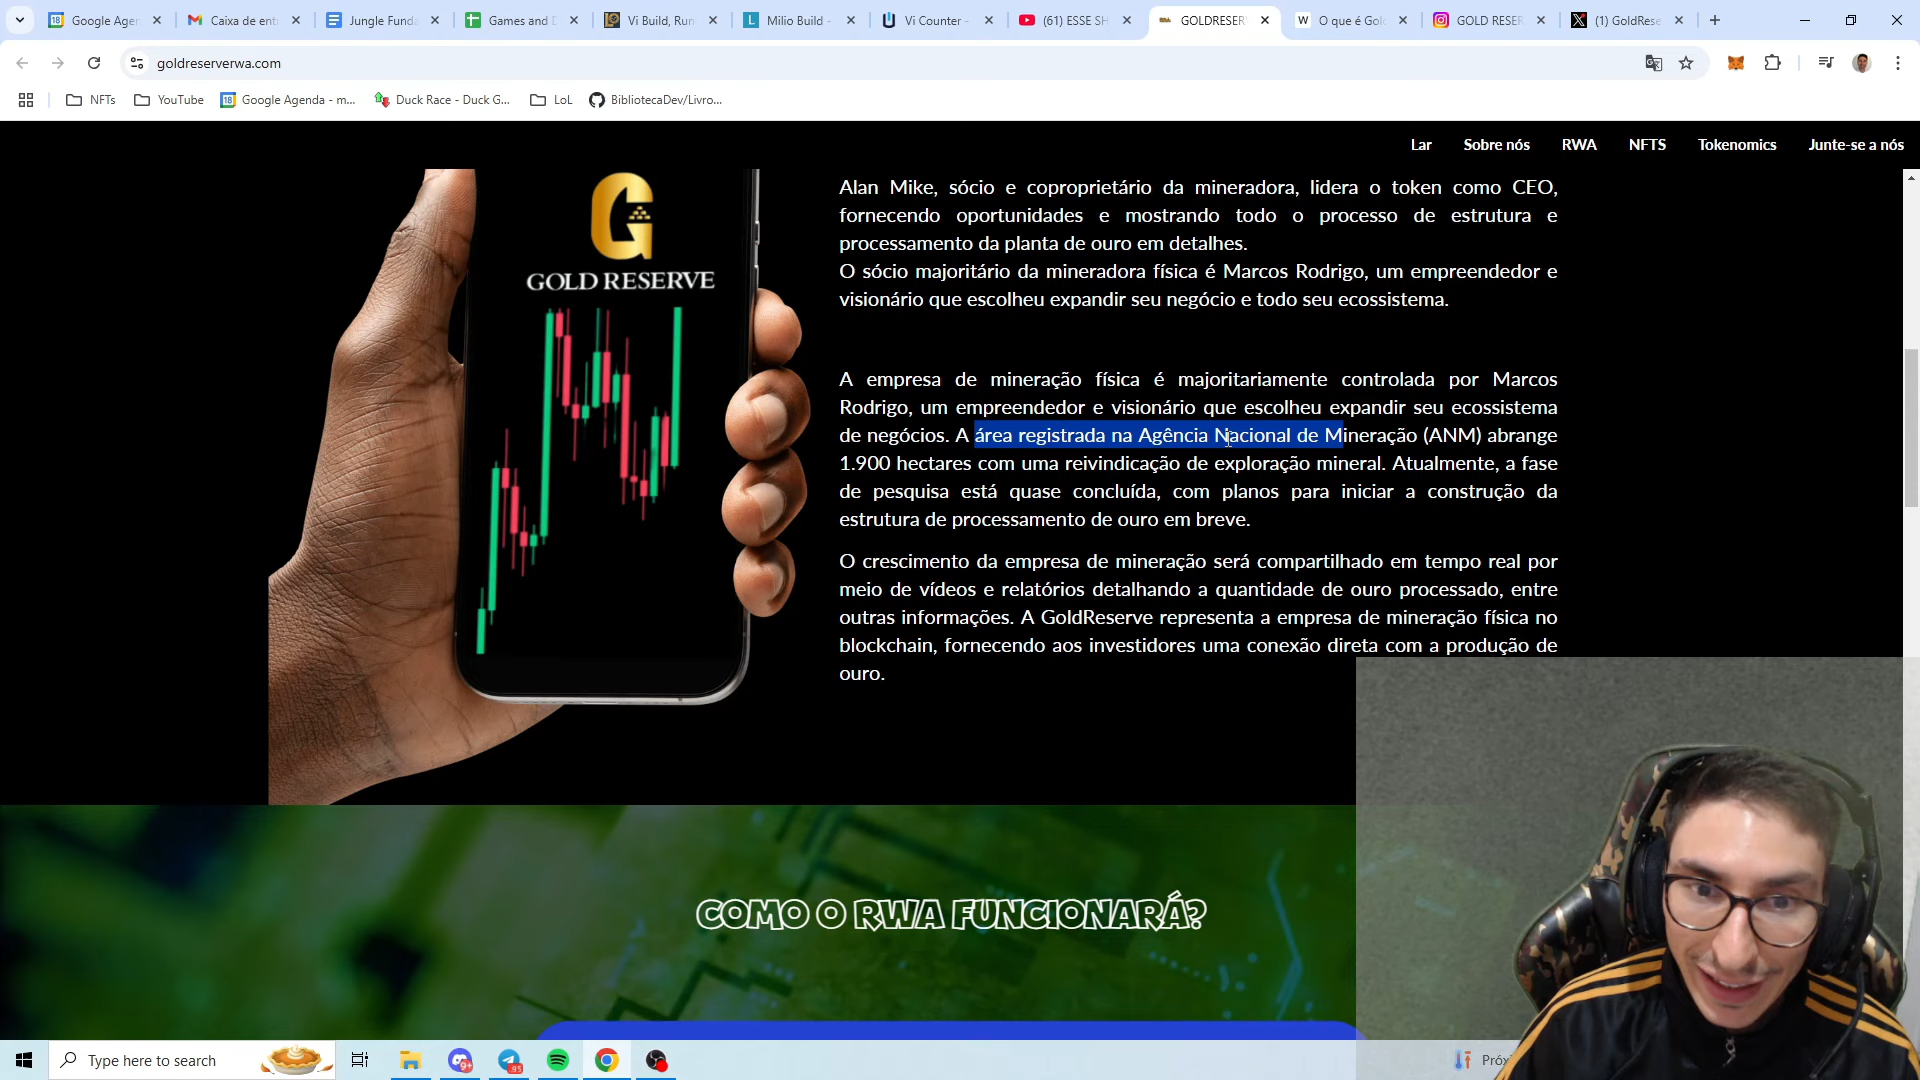 Google Agen
Caixa de ent
Jungle Funda
Games and D
Vi Build, Run
Milio Build -
Vi Counter -
(61) ESSE SH
GOLDRESERV
O que é Gol
GOLD RESER
(1) GoldRese
goldreserverwa.com
NFTs
YouTube
Google Agenda - m...
Duck Race - Duck G...
LoL
BibliotecaDev/Livro...
Lar
Sobre nós
RWA
NFTS
Tokenomics
Junte-se a nós
GOLD RESERVE
Alan Mike, sócio e coproprietário da mineradora, lidera o token como CEO,
fornecendo oportunidades e mostrando todo o processo de estrutura e
processamento da planta de ouro em detalhes.
O sócio majoritário da mineradora física é Marcos Rodrigo, um empreendedor e
visionário que escolheu expandir seu negócio e todo seu ecossistema.
A empresa de mineração física é majoritariamente controlada por Marcos
Rodrigo, um empreendedor e visionário que escolheu expandir seu ecossistema
de negócios. A área registrada na Agência Nacional de Mineração (ANM) abrange
1.900 hectares com uma reivindicação de exploração mineral. Atualmente, a fase
de pesquisa está quase concluída, com planos para iniciar a construção da
estrutura de processamento de ouro em breve.
O crescimento da empresa de mineração será compartilhado em tempo real por
meio de vídeos e relatórios detalhando a quantidade de ouro processado, entre
outras informações. A GoldReserve representa a empresa de mineração física no
blockchain, fornecendo aos investidores uma conexão direta com a produção de
ouro.
COMO O RWA FUNCIONARÁ?
Type here to search
Próxi